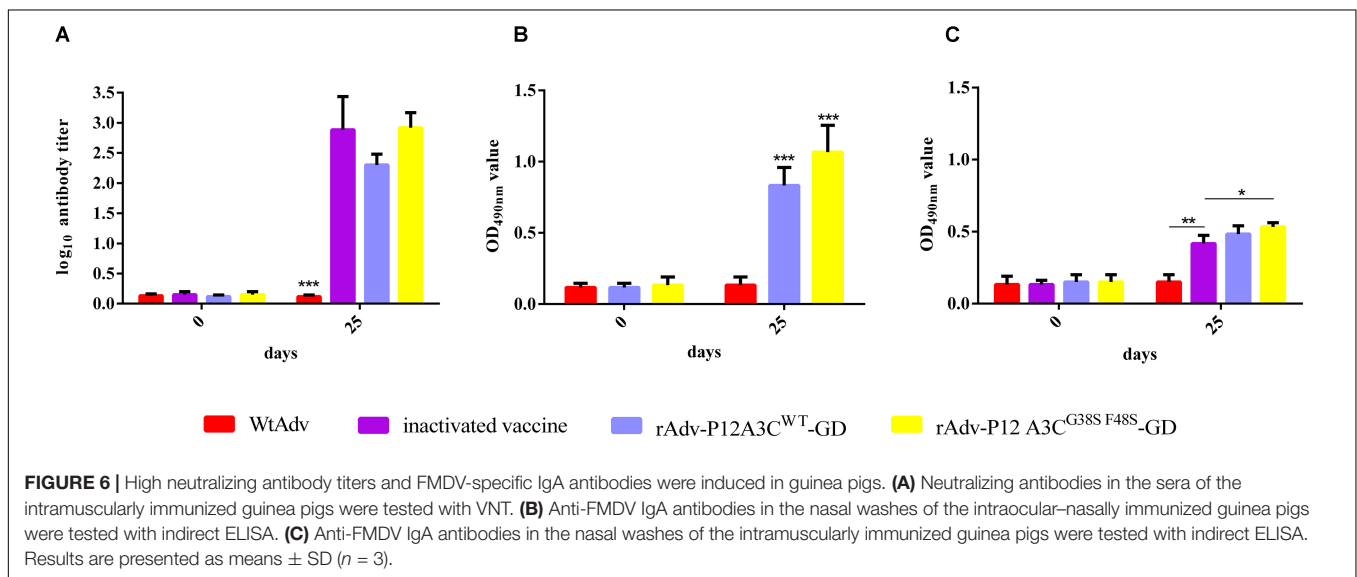 A
B
C
log10 antibody titer
3.5
3.0
2.5
2.0
1.5
1.0
0.5
0.0
***
0
25
days
OD490nm value
1.5
1.0
0.5
0.0
***
***
0
25
days
OD490nm value
1.5
1.0
0.5
0.0
**
*
0
25
days
WtAdv inactivated vaccine rAdv-P12A3CWT-GD rAdv-P12 A3CG38S F48S-GD
FIGURE 6 | High neutralizing antibody titers and FMDV-specific IgA antibodies were induced in guinea pigs. (A) Neutralizing antibodies in the sera of the
intramuscularly immunized guinea pigs were tested with VNT. (B) Anti-FMDV IgA antibodies in the nasal washes of the intraocular–nasally immunized guinea pigs
were tested with indirect ELISA. (C) Anti-FMDV IgA antibodies in the nasal washes of the intramuscularly immunized guinea pigs were tested with indirect ELISA.
Results are presented as means ± SD (n = 3).